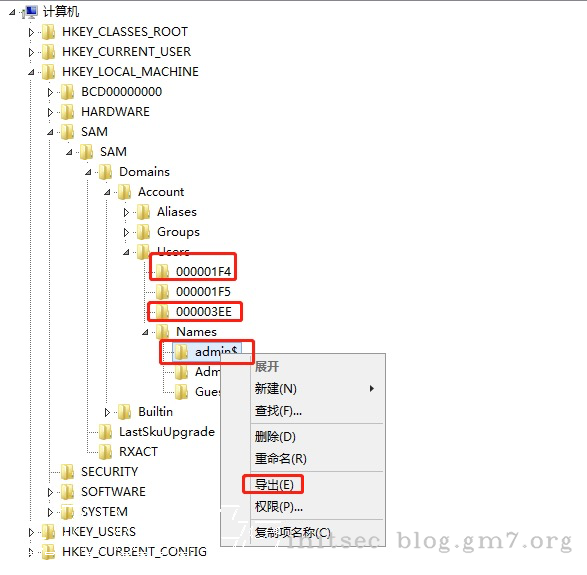 计算机
HKEY_CLASSES_ROOT
HKEY_CURRENT_USER
HKEY_LOCAL_MACHINE
BCD00000000
HARDWARE
SAM
SAM
Domains
Account
Aliases
Groups
Users
000001F4
000001F5
000003EE
Names
admin$
Adm
Gues
展开
新建(N)
查找(F)...
删除(D)
重命名(R)
导出(E)
权限(P)...
复制项名称(C)
Builtin
LastSkuUpgrade
RXACT
SECURITY
SOFTWARE
SYSTEM
HKEY_USERS
HKEY_CURRENT_CONFIG
blog.gm7.org